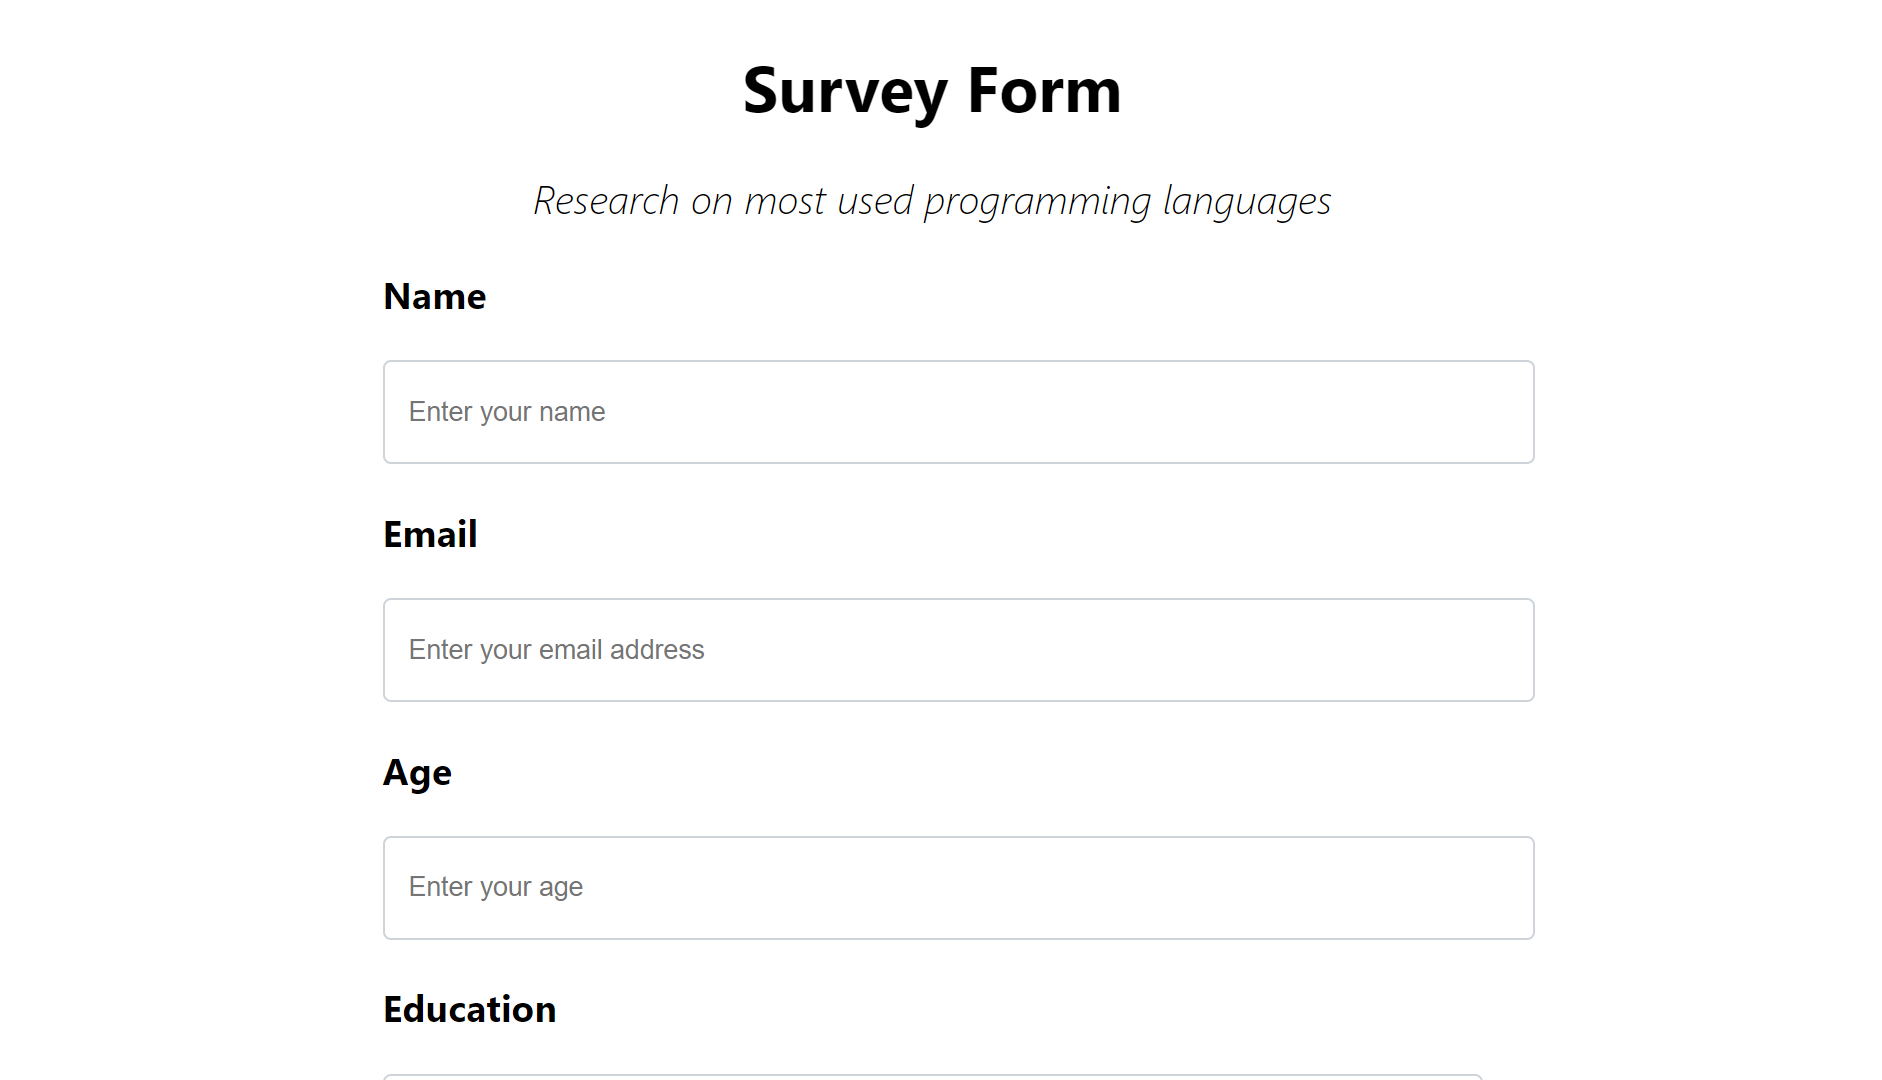 Survey Form
Research on most used programming languages
Name
Enter your name
Email
Enter your email address
Age
Enter your age
Education